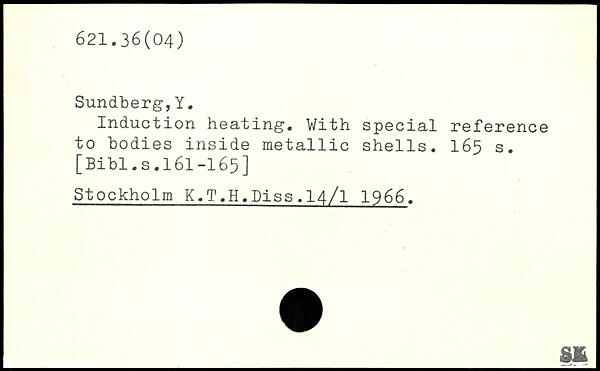 621.36(04)
Sundberg,Y.
Induction heating. With special reference
to bodies inside metallic shells. 165 s.
[Bibl.s.161-165]
Stockholm K.T.H.Diss.14/1 1966.
SK